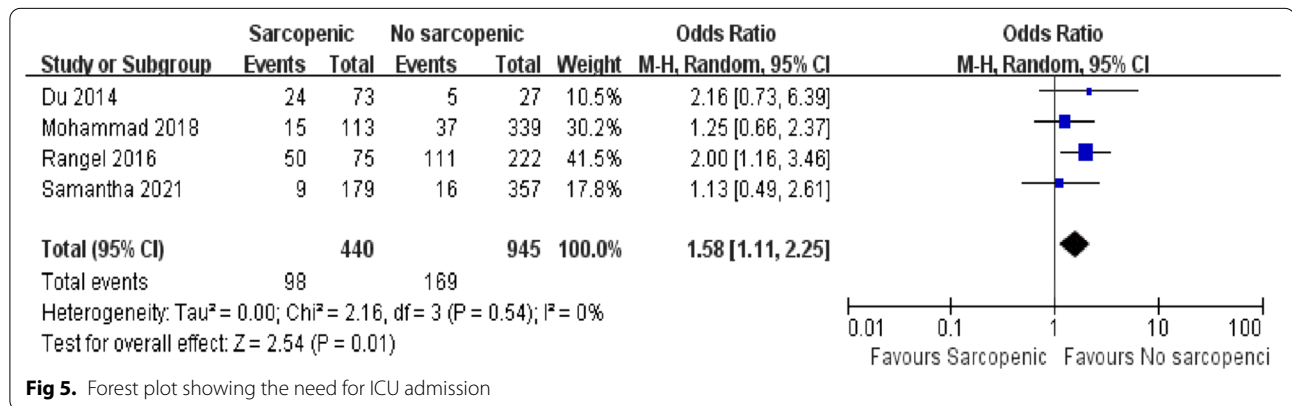 Sarcopenic No sarcopenic Odds Ratio Odds Ratio
Study or Subgroup Events Total Events Total Weight M-H, Random, 95% CI M-H, Random, 95% CI
Du 2014 24 73 5 27 10.5% 2.16 [0.73, 6.39]
Mohammad 2018 15 113 37 339 30.2% 1.25 [0.66, 2.37]
Rangel 2016 50 75 111 222 41.5% 2.00 [1.16, 3.46]
Samantha 2021 9 179 16 357 17.8% 1.13 [0.49, 2.61]
Total (95% CI) 440 945 100.0% 1.58 [1.11, 2.25]
Total events 98 169
Heterogeneity: Tau² = 0.00; Chi² = 2.16, df = 3 (P = 0.54); I² = 0%
Test for overall effect: Z = 2.54 (P = 0.01)
0.01 0.1 1 10 100
Favours Sarcopenic Favours No sarcopenci
Fig 5. Forest plot showing the need for ICU admission